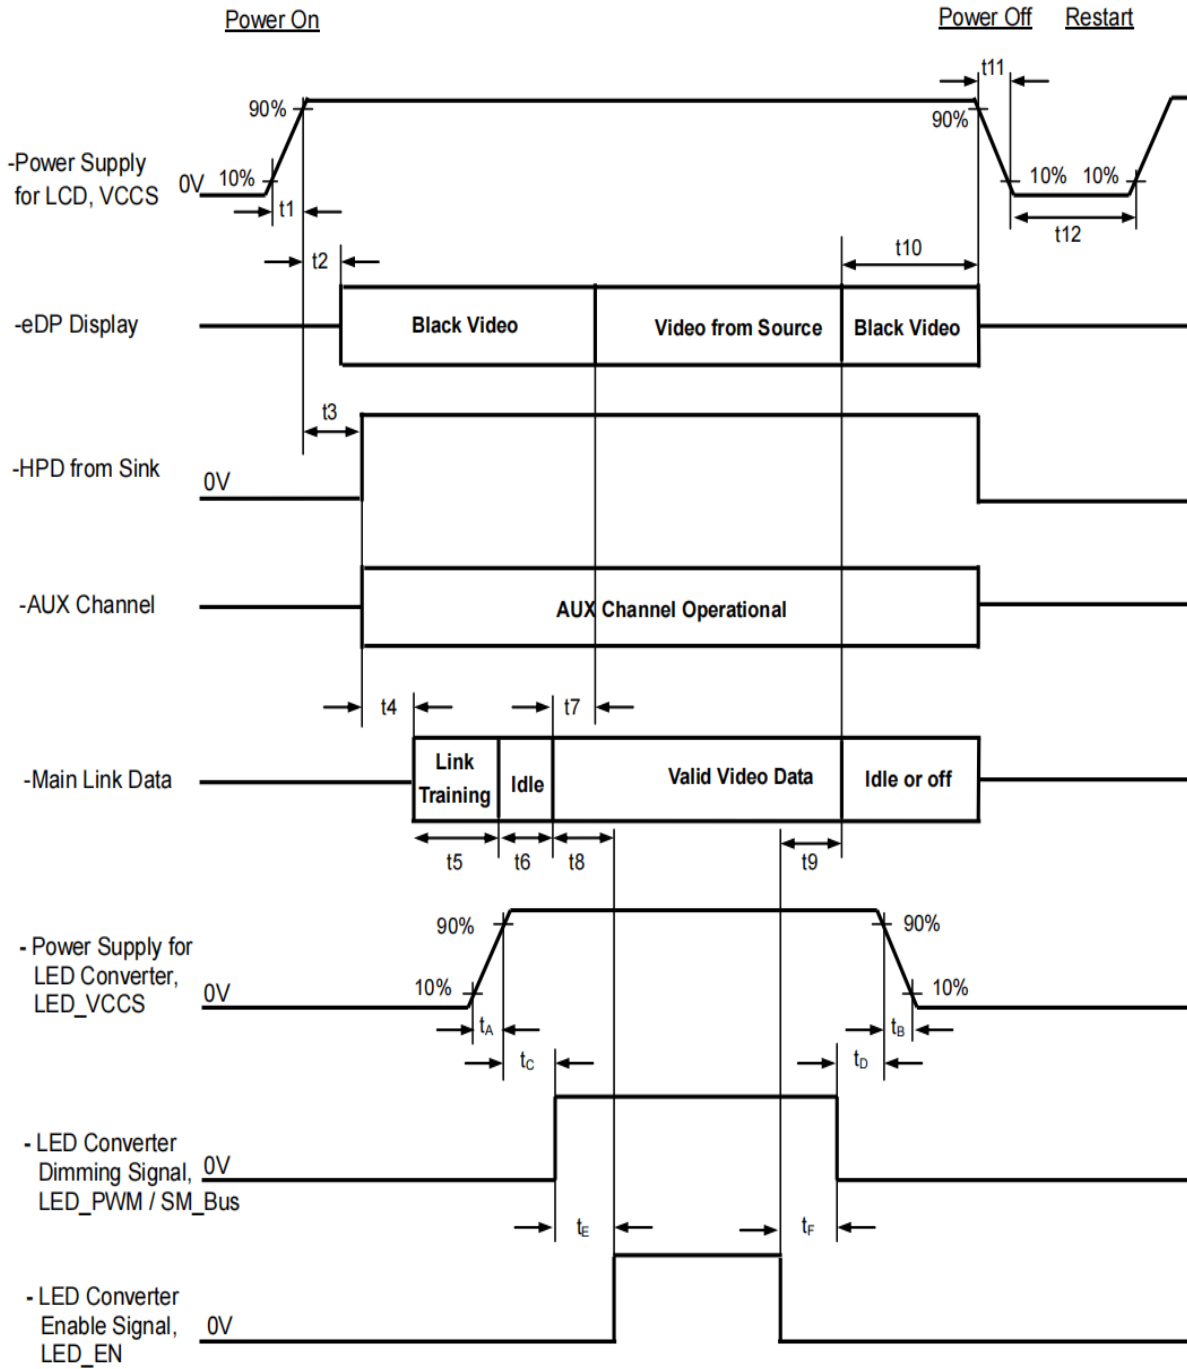 Power On
Power Off
Restart
t11
90%
90%
-Power Supply
for LCD, VCCS
0V
10%
10%
10%
t1
t12
t2
t10
-eDP Display
Black Video
Video from Source
Black Video
t3
-HPD from Sink
0V
-AUX Channel
AUX Channel Operational
t4
t7
-Main Link Data
Link
Training
Idle
Valid Video Data
Idle or off
t5
t6
t8
t9
90%
90%
- Power Supply for
LED Converter,
LED_VCCS
0V
10%
10%
tA
tB
tC
tD
- LED Converter
Dimming Signal,
LED_PWM / SM_Bus
0V
tE
tF
- LED Converter
Enable Signal,
LED_EN
0V